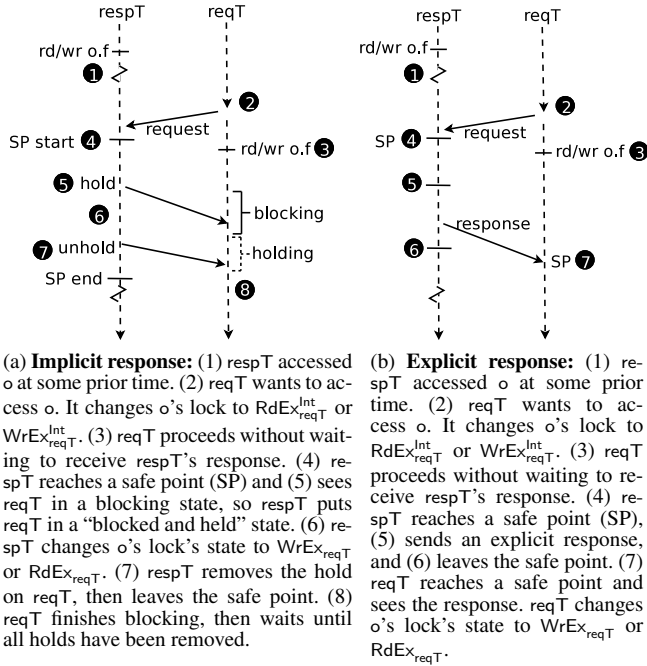 respT reqT
rd/wr o.f
1
2
request
SP start 4
rd/wr o.f 3
5 hold
6
blocking
7 unhold
holding
SP end
8
respT reqT
rd/wr o.f
1
2
request
SP 4
rd/wr o.f 3
5
response
6
SP 7
(a) Implicit response: (1) respT accessed
o at some prior time. (2) reqT wants to ac-
cess o. It changes o's lock to RdEx^Int_reqT or
WrEx^Int_reqT. (3) reqT proceeds without wait-
ing to receive respT's response. (4) re-
spT reaches a safe point (SP) and (5) sees
reqT in a blocking state, so respT puts
reqT in a “blocked and held” state. (6) re-
spT changes o's lock's state to WrEx_reqT
or RdEx_reqT. (7) respT removes the hold
on reqT, then leaves the safe point. (8)
reqT finishes blocking, then waits until
all holds have been removed.
(b) Explicit response: (1) re-
spT accessed o at some prior
time. (2) reqT wants to ac-
cess o. It changes o's lock to
RdEx^Int_reqT or WrEx^Int_reqT. (3) reqT
proceeds without waiting to re-
ceive respT's response. (4) re-
spT reaches a safe point (SP),
(5) sends an explicit response,
and (6) leaves the safe point. (7)
reqT reaches a safe point and
sees the response. reqT changes
o's lock's state to WrEx_reqT or
RdEx_reqT.